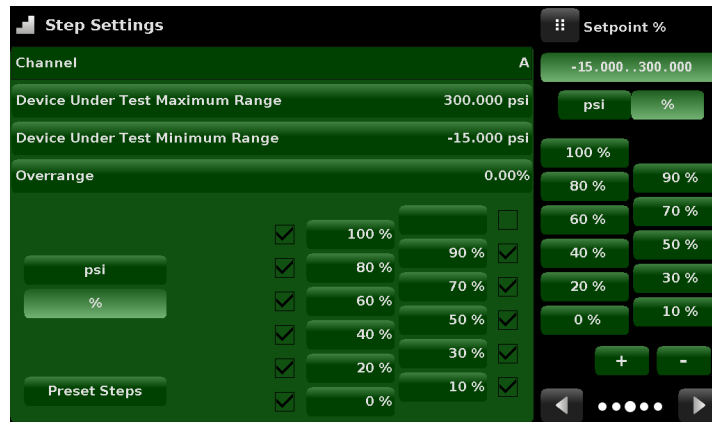 Step Settings
Channel A
Device Under Test Maximum Range 300.000 psi
Device Under Test Minimum Range -15.000 psi
Overrange 0.00%
100 %
90 %
80 %
70 %
60 %
50 %
40 %
30 %
20 %
10 %
0 %
psi
%
Preset Steps
Setpoint %
-15.000..300.000
psi %
100 %
90 %
80 %
70 %
60 %
50 %
40 %
30 %
20 %
10 %
0 %
+ -